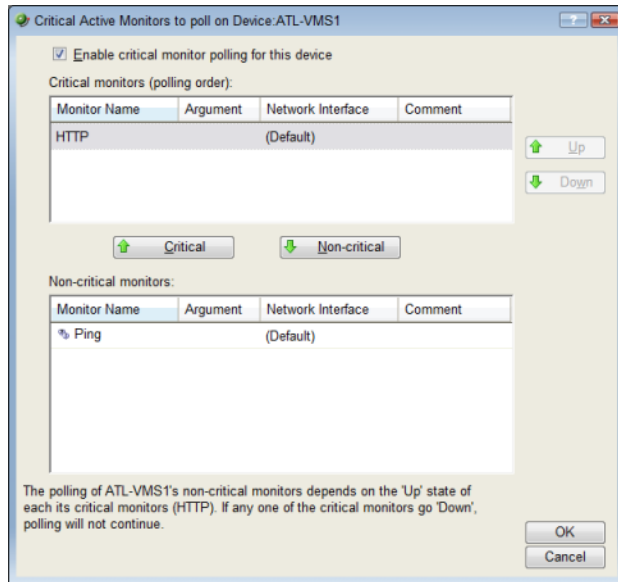 Critical Active Monitors to poll on Device:ATL-VMS1
Enable critical monitor polling for this device
Critical monitors (polling order):
Monitor Name Argument Network Interface Comment
HTTP (Default)
Up
Down
Critical Non-critical
Non-critical monitors:
Monitor Name Argument Network Interface Comment
Ping (Default)
The polling of ATL-VMS1's non-critical monitors depends on the 'Up' state of
each its critical monitors (HTTP). If any one of the critical monitors go 'Down',
polling will not continue.
OK
Cancel